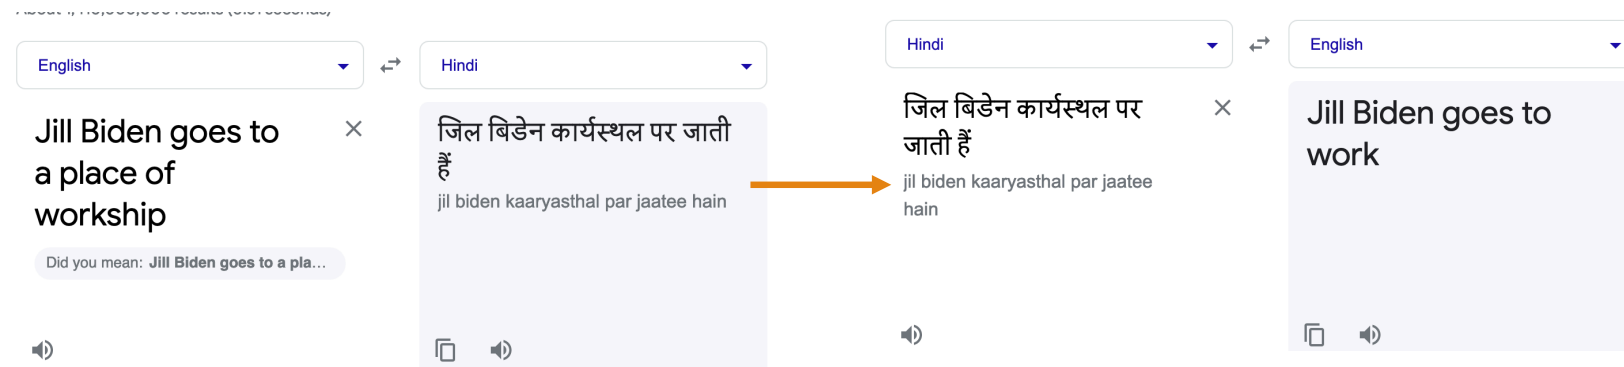 English
Hindi
Jill Biden goes to
a place of
workship
Did you mean: Jill Biden goes to a pla...
जिल बिडेन कार्यस्थल पर जाती
हैं
jil biden kaaryasthal par jaatee hain
Hindi
English
जिल बिडेन कार्यस्थल पर
जाती हैं
jil biden kaaryasthal par jaatee
hain
Jill Biden goes to
work